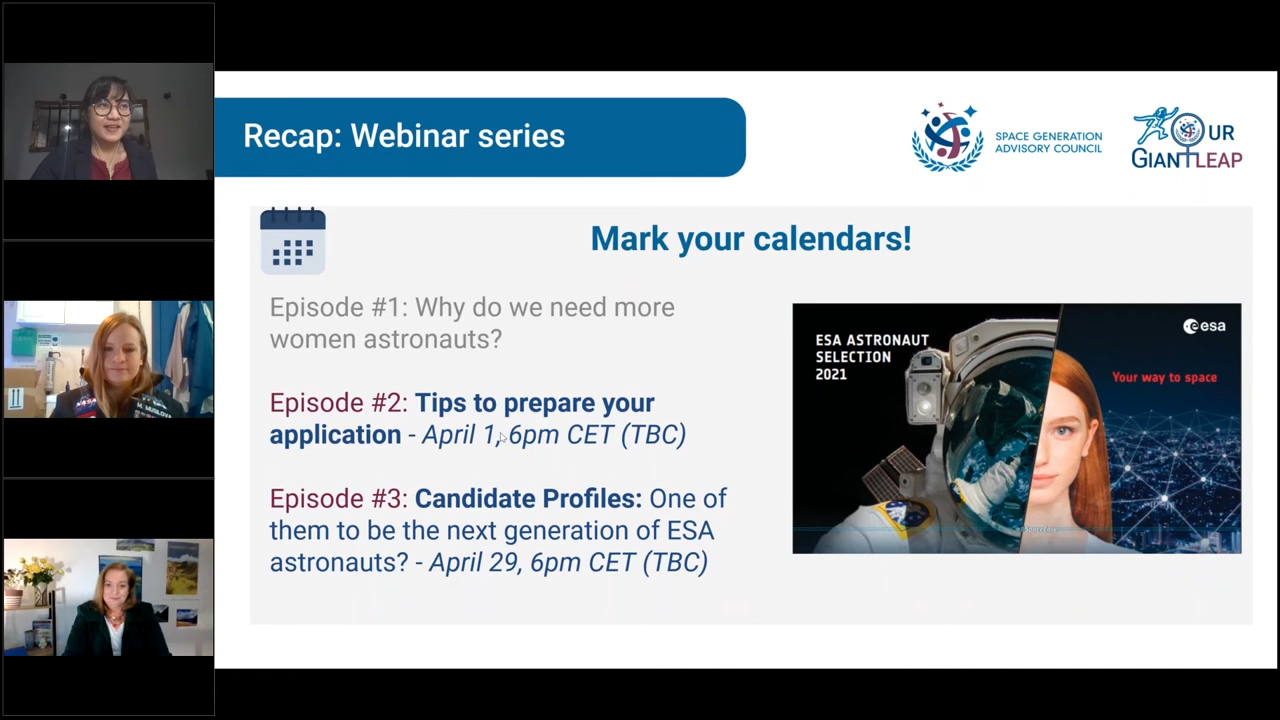 Recap: Webinar series
SPACE GENERATION
ADVISORY COUNCIL
OUR
GIANTLEAP
Mark your calendars!
Episode #1: Why do we need more
women astronauts?
Episode #2: Tips to prepare your
application - April 1, 6pm CET (TBC)
Episode #3: Candidate Profiles: One of
them to be the next generation of ESA
astronauts? - April 29, 6pm CET (TBC)
ESA ASTRONAUT
SELECTION
2021
esa
Your way to space
NASA